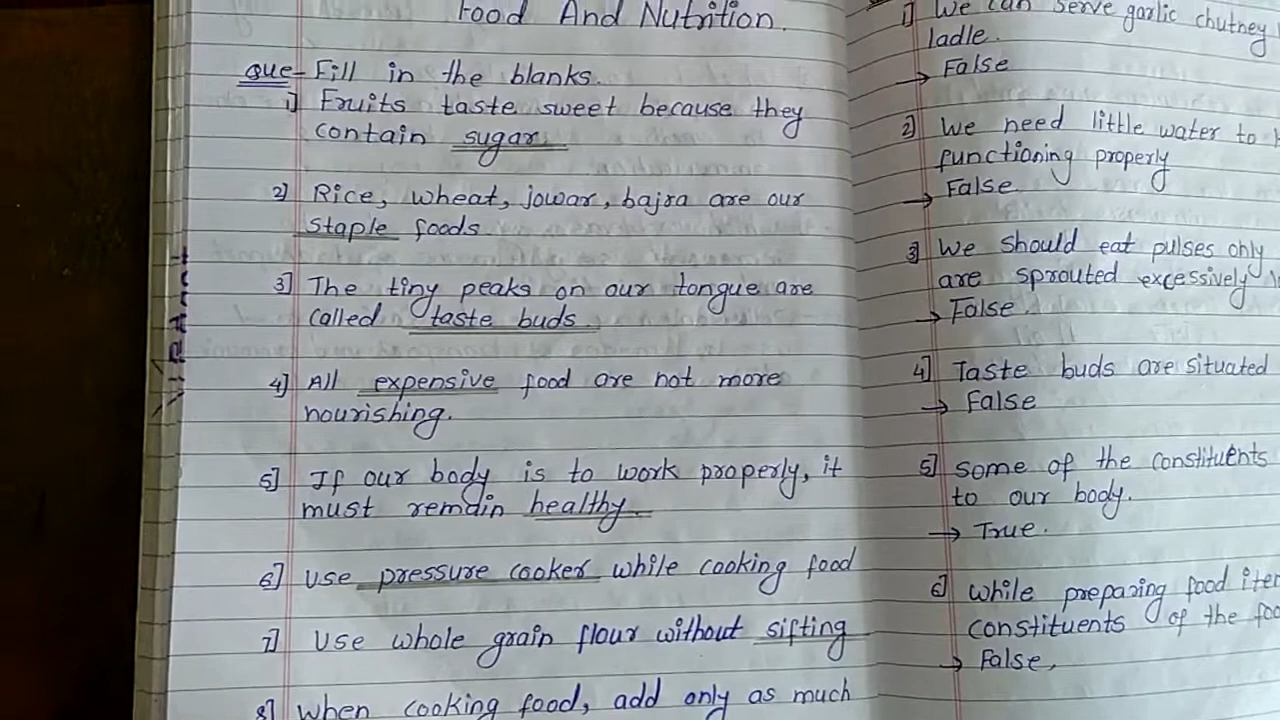 Food And Nutrition.
Que- Fill in the blanks.
1] Fruits taste sweet because they
contain sugar.
2] Rice, wheat, jowar, bajra are our
staple foods
3] The tiny peaks on our tongue are
called taste buds.
4] All expensive food are not more
nourishing.
5] If our body is to work properly, it
must remain healthy.
6] Use pressure cooker while cooking food
7] Use whole grain flour without sifting
8] When cooking food, add only as much
VIRAANT
1] We can serve garlic chutney
ladle.
→ False
2] We need little water to
functioning properly
→ False
3] We should eat pulses only
are sprouted excessively
→ False.
4] Taste buds are situated
→ False
5] some of the constituents
to our body.
→ True.
6] while preparing food
constituents of the
→ False.